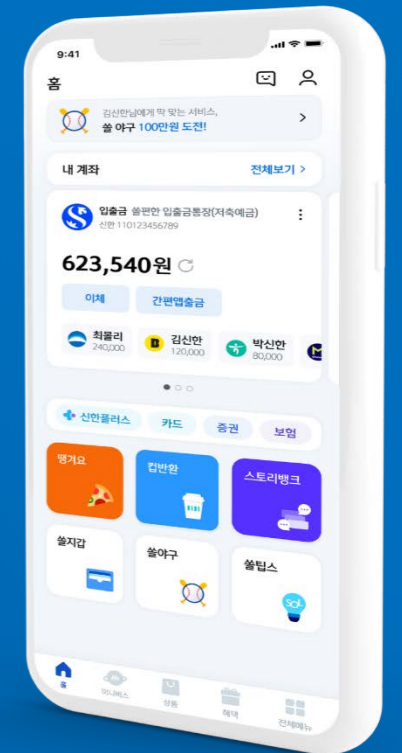 9:41
홈
김신한님에게 딱 맞는 서비스,
쏠 야구 100만원 도전!
내 계좌
전체보기 >
입출금 쏠편한 입출금통장(저축예금)
신한 110123456789
623,540원
이체
간편앱출금
최몰리
240,000
김신한
120,000
박신한
80,000
신한플러스
카드
증권
보험
땡겨요
컵반환
스토리뱅크
쏠지갑
쏠야구
쏠팁스
sol
홈
머니버스
상품
혜택
전체메뉴